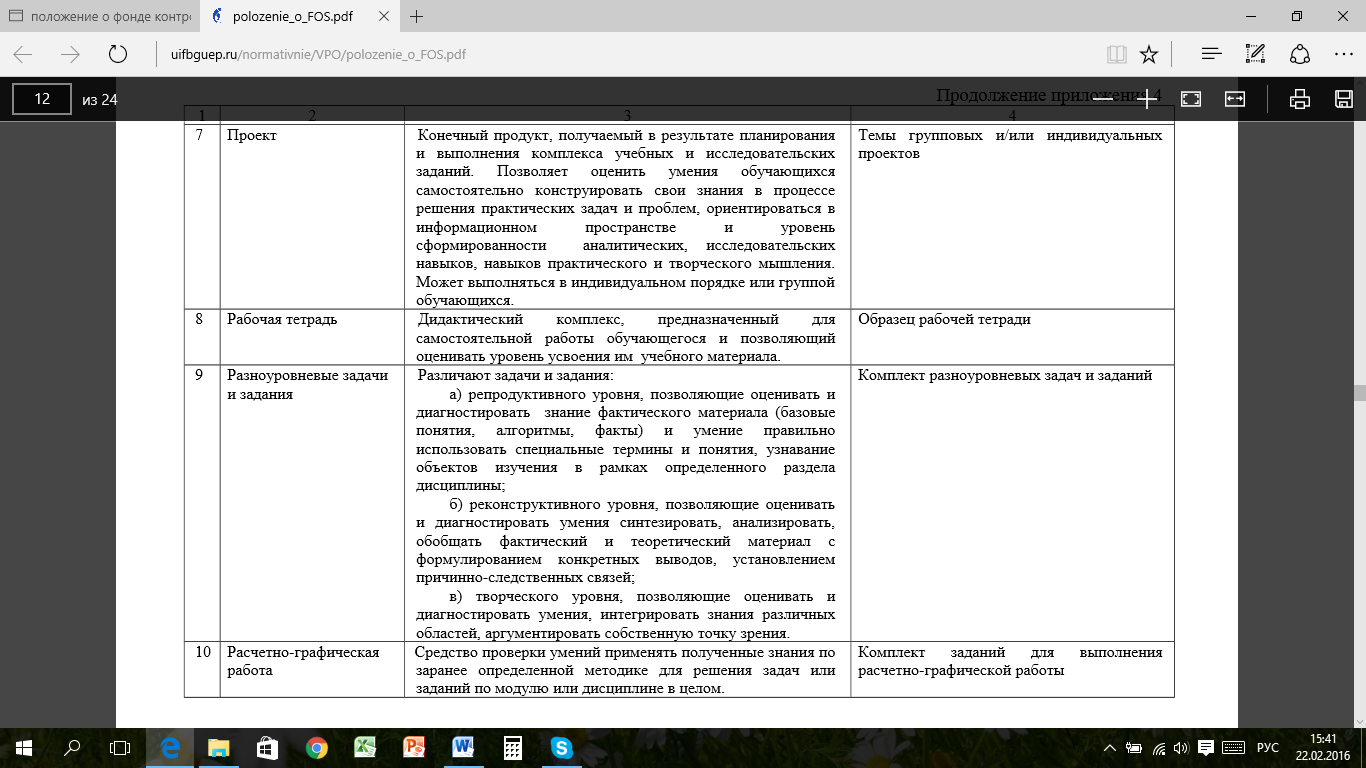 положение о фонде контр
polozenie_o_FOS.pdf
uifbguep.ru/normativnie/VPO/polozenie_o_FOS.pdf
12 из 24
Продолжение приложения 4
1 2 3 4
7 Проект Конечный продукт, получаемый в результате планирования Темы групповых и/или индивидуальных
и выполнения комплекса учебных и исследовательских проектов
заданий. Позволяет оценить умения обучающихся
самостоятельно конструировать свои знания в процессе
решения практических задач и проблем, ориентироваться в
информационном пространстве и уровень
сформированности аналитических, исследовательских
навыков, навыков практического и творческого мышления.
Может выполняться в индивидуальном порядке или группой
обучающихся.
8 Рабочая тетрадь Дидактический комплекс, предназначенный для Образец рабочей тетради
самостоятельной работы обучающегося и позволяющий
оценивать уровень усвоения им учебного материала.
9 Разноуровневые задачи Различают задачи и задания: Комплект разноуровневых задач и заданий
и задания а) репродуктивного уровня, позволяющие оценивать и
диагностировать знание фактического материала (базовые
понятия, алгоритмы, факты) и умение правильно
использовать специальные термины и понятия, узнавание
объектов изучения в рамках определенного раздела
дисциплины;
б) реконструктивного уровня, позволяющие оценивать
и диагностировать умения синтезировать, анализировать,
обобщать фактический и теоретический материал с
формулированием конкретных выводов, установлением
причинно-следственных связей;
в) творческого уровня, позволяющие оценивать и
диагностировать умения, интегрировать знания различных
областей, аргументировать собственную точку зрения.
10 Расчетно-графическая Средство проверки умений применять полученные знания по Комплект заданий для выполнения
работа заранее определенной методике для решения задач или расчетно-графической работы
заданий по модулю или дисциплине в целом.
РУС
15:41
22.02.2016